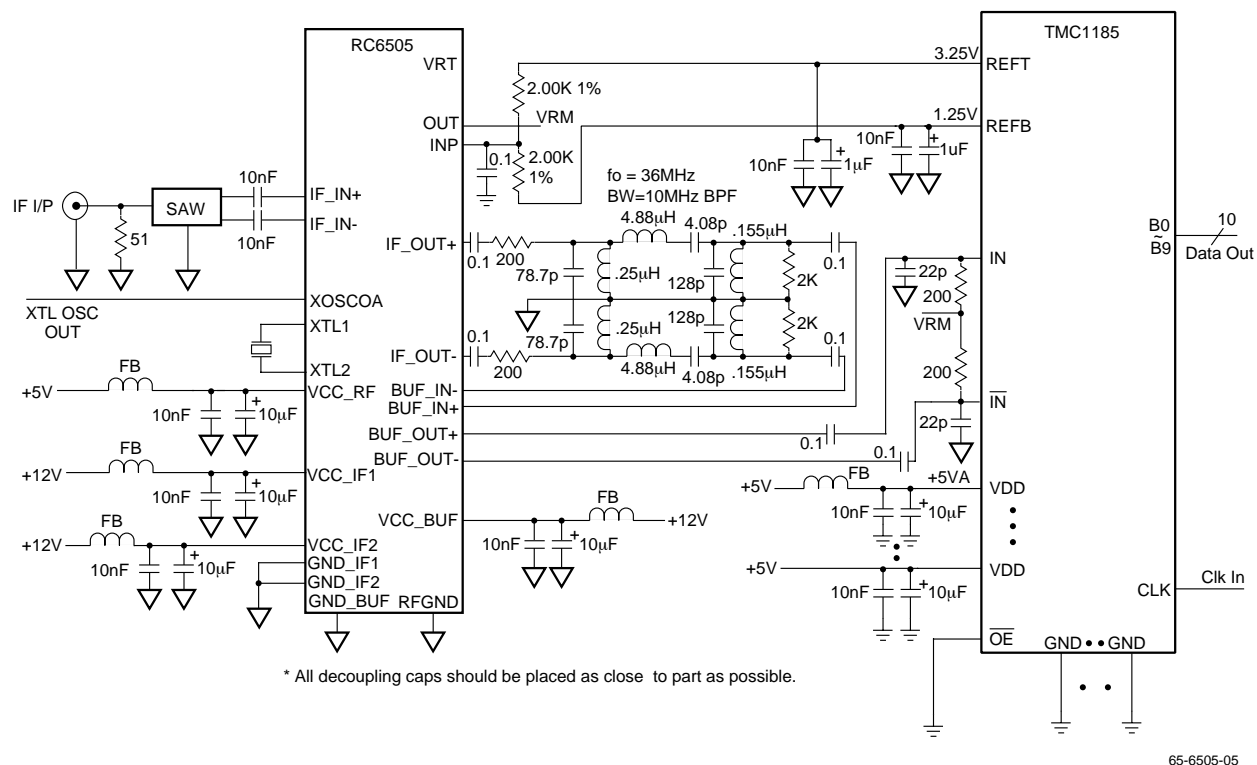 RC6505
VRT
OUT
INP
IF_IN+
IF_IN-
IF_OUT+
XOSCOA
XTL1
IF_OUT-
XTL2
VCC_RF
BUF_IN-
BUF_IN+
BUF_OUT+
BUF_OUT-
VCC_IF1
VCC_BUF
VCC_IF2
GND_IF1
GND_IF2
GND_BUF
RFGND
IF I/P
51
SAW
10nF
10nF
XTL OSC
OUT
FB
+5V
10nF
+
10μF
FB
+12V
10nF
+
10μF
FB
+12V
10nF
+
10μF
2.00K 1%
VRM
0.1
2.00K
1%
fo = 36MHz
BW=10MHz BPF
4.88μH
4.08p
.155μH
0.1
200
78.7p
.25μH
128p
2K
0.1
0.1
200
78.7p
.25μH
128p
2K
0.1
4.88μH
4.08p
.155μH
0.1
0.1
FB
+12V
10nF
+
10μF
10nF
+
1μF
10nF
+
1uF
3.25V
1.25V
TMC1185
REFT
REFB
IN
IN
VDD
VDD
OE
GND
GND
CLK
B0
~
B9
10
Data Out
Clk In
22p
200
VRM
200
22p
+5V
FB
+5VA
10nF
+
10μF
+5V
10nF
+
10μF
* All decoupling caps should be placed as close to part as possible.
65-6505-05